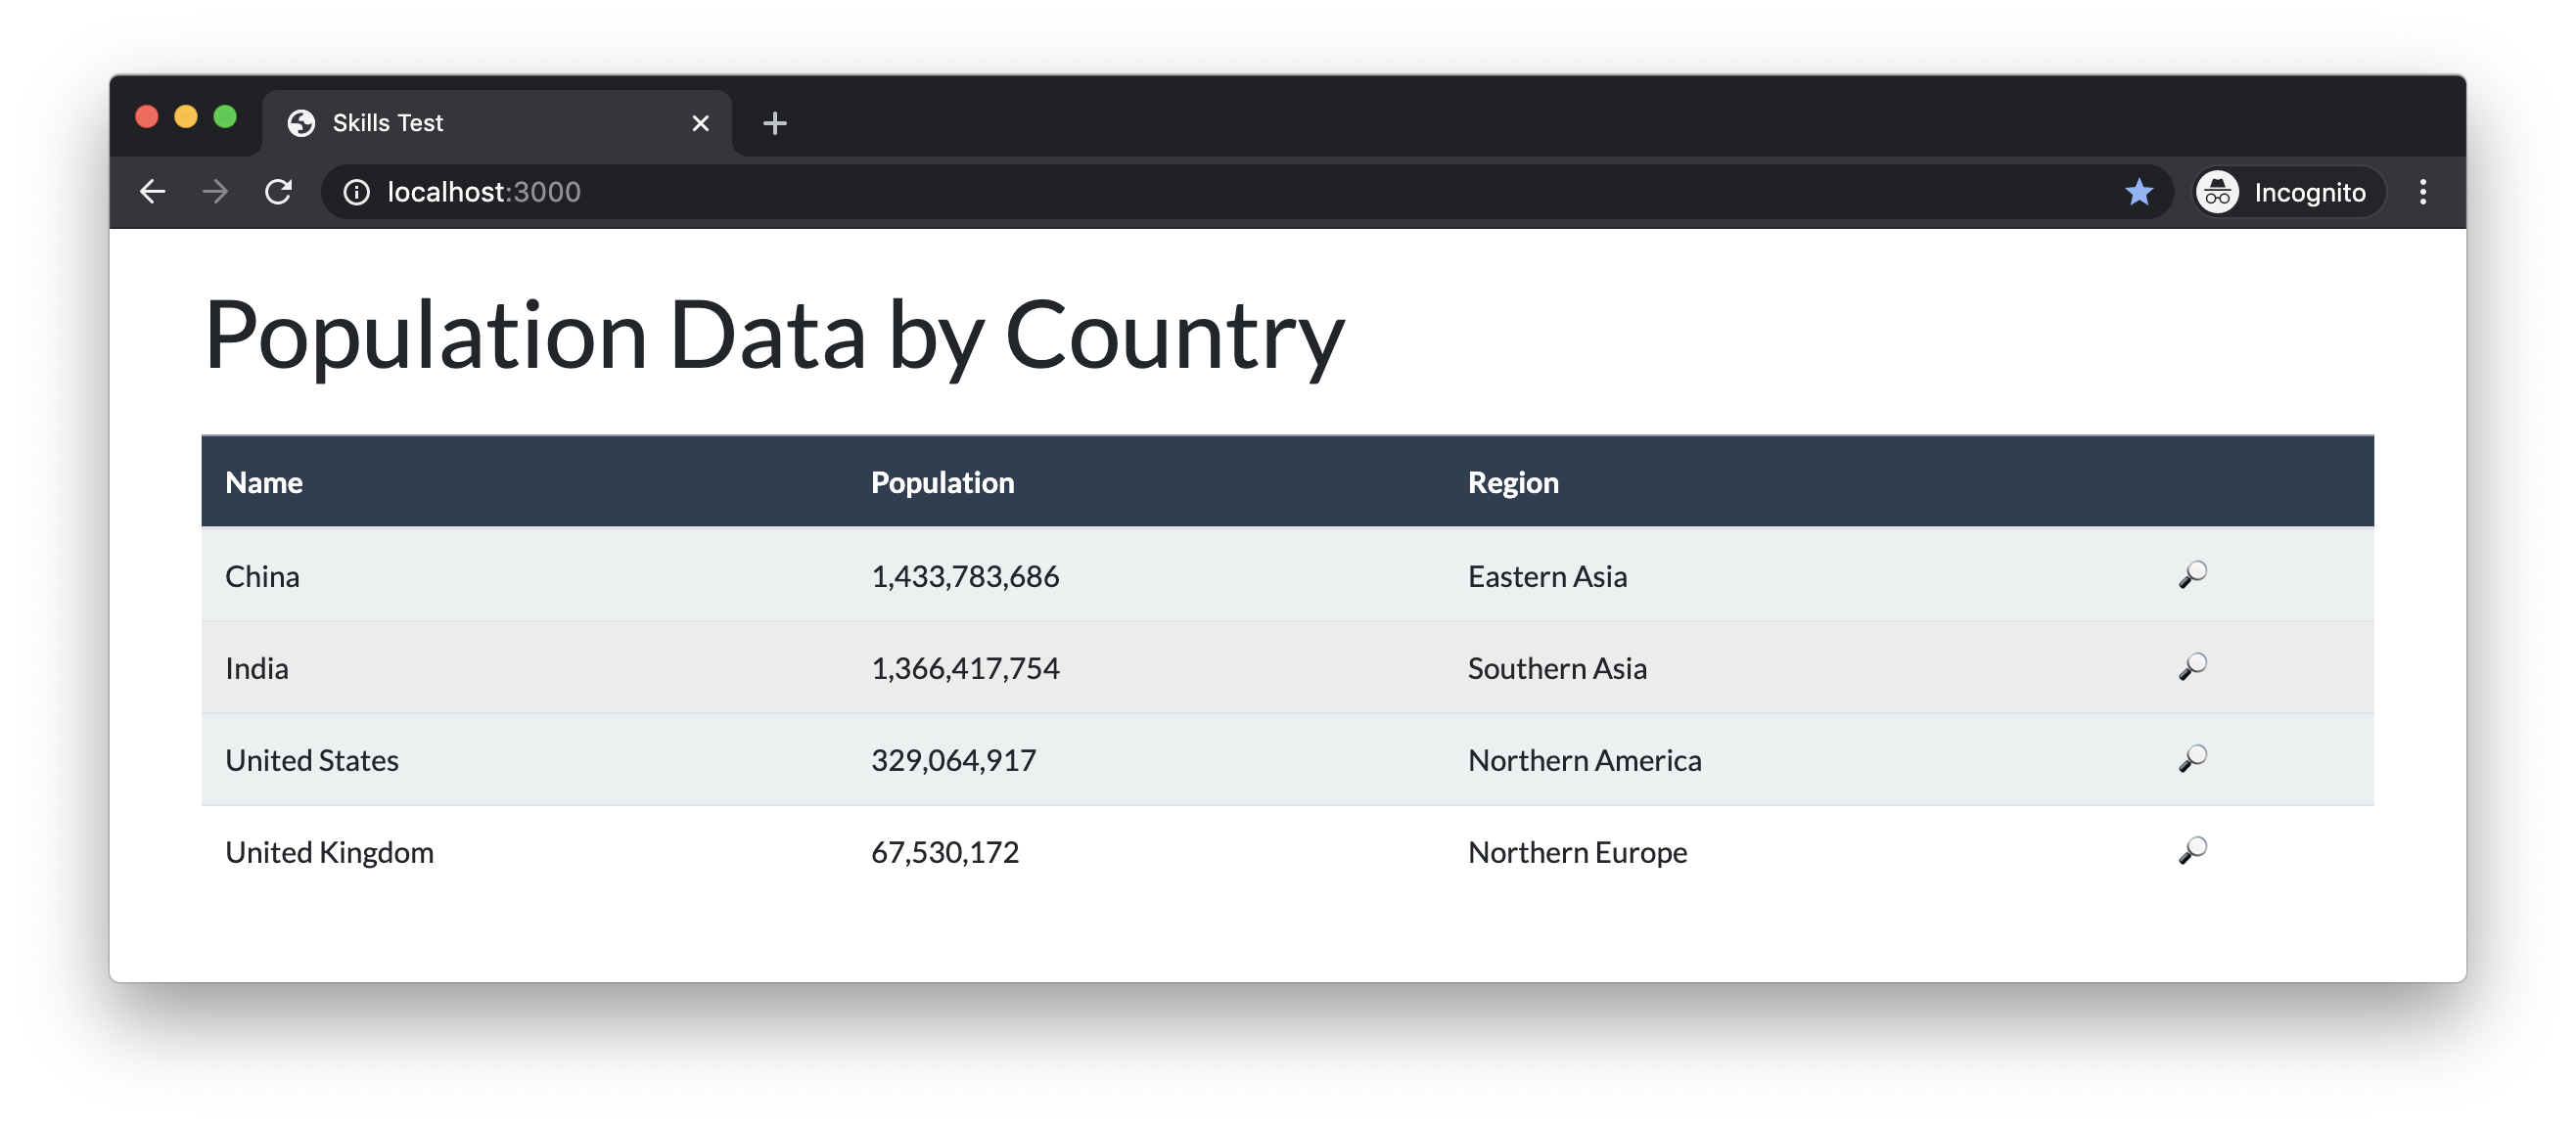 Skills Test
localhost:3000
Incognito
Population Data by Country
Name Population Region
China 1,433,783,686 Eastern Asia
India 1,366,417,754 Southern Asia
United States 329,064,917 Northern America
United Kingdom 67,530,172 Northern Europe